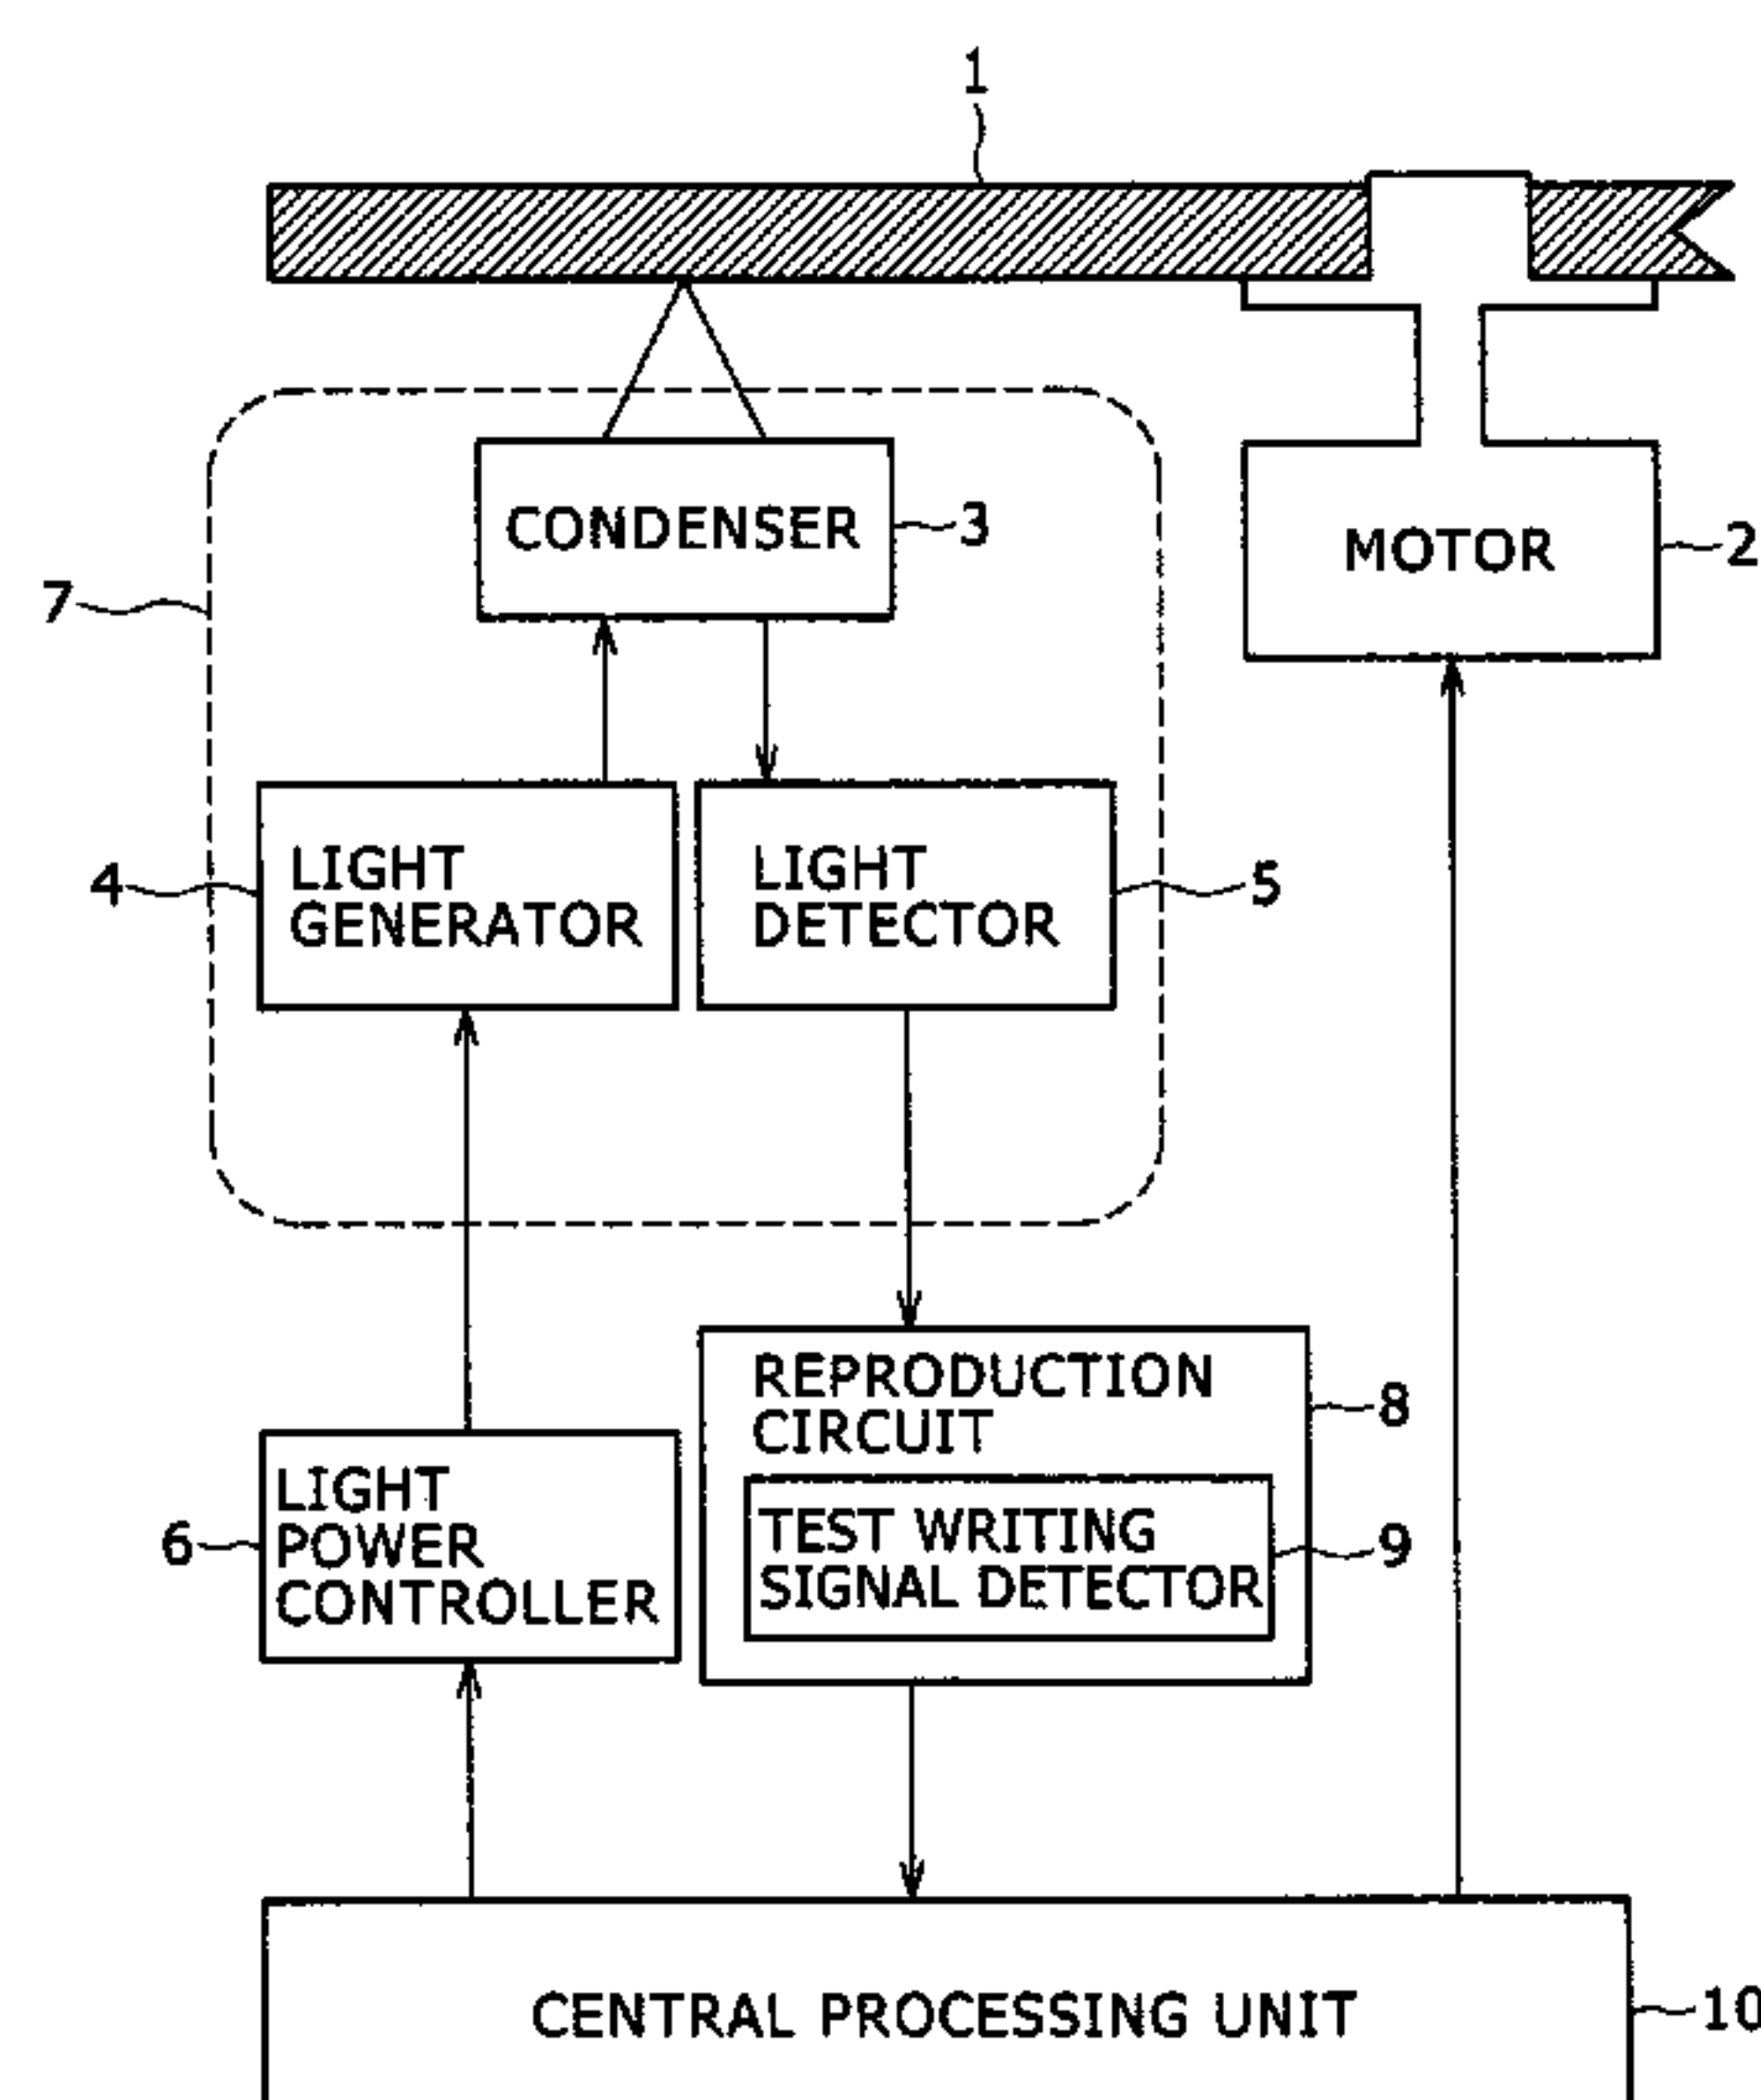 1
CONDENSER
3
MOTOR
2
7
LIGHT
GENERATOR
4
LIGHT
DETECTOR
5
REPRODUCTION
CIRCUIT
8
LIGHT
POWER
CONTROLLER
6
TEST WRITING
SIGNAL DETECTOR
9
CENTRAL PROCESSING UNIT
10